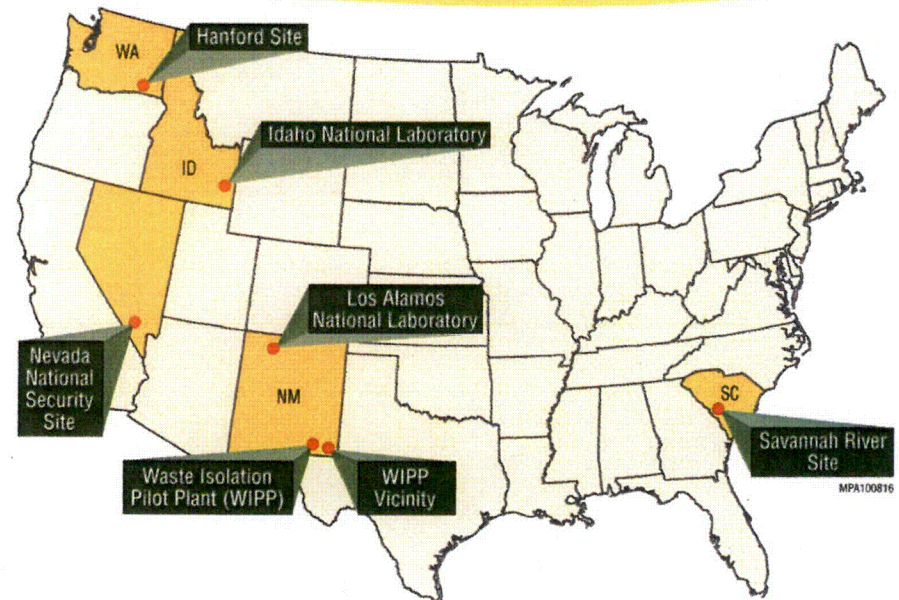 WA
Hanford Site
Idaho National Laboratory
ID
Los Alamos
National Laboratory
Nevada
National
Security
Site
NM
SC
Savannah River
Site
MPA100816
Waste Isolation
Pilot Plant (WIPP)
WIPP
Vicinity